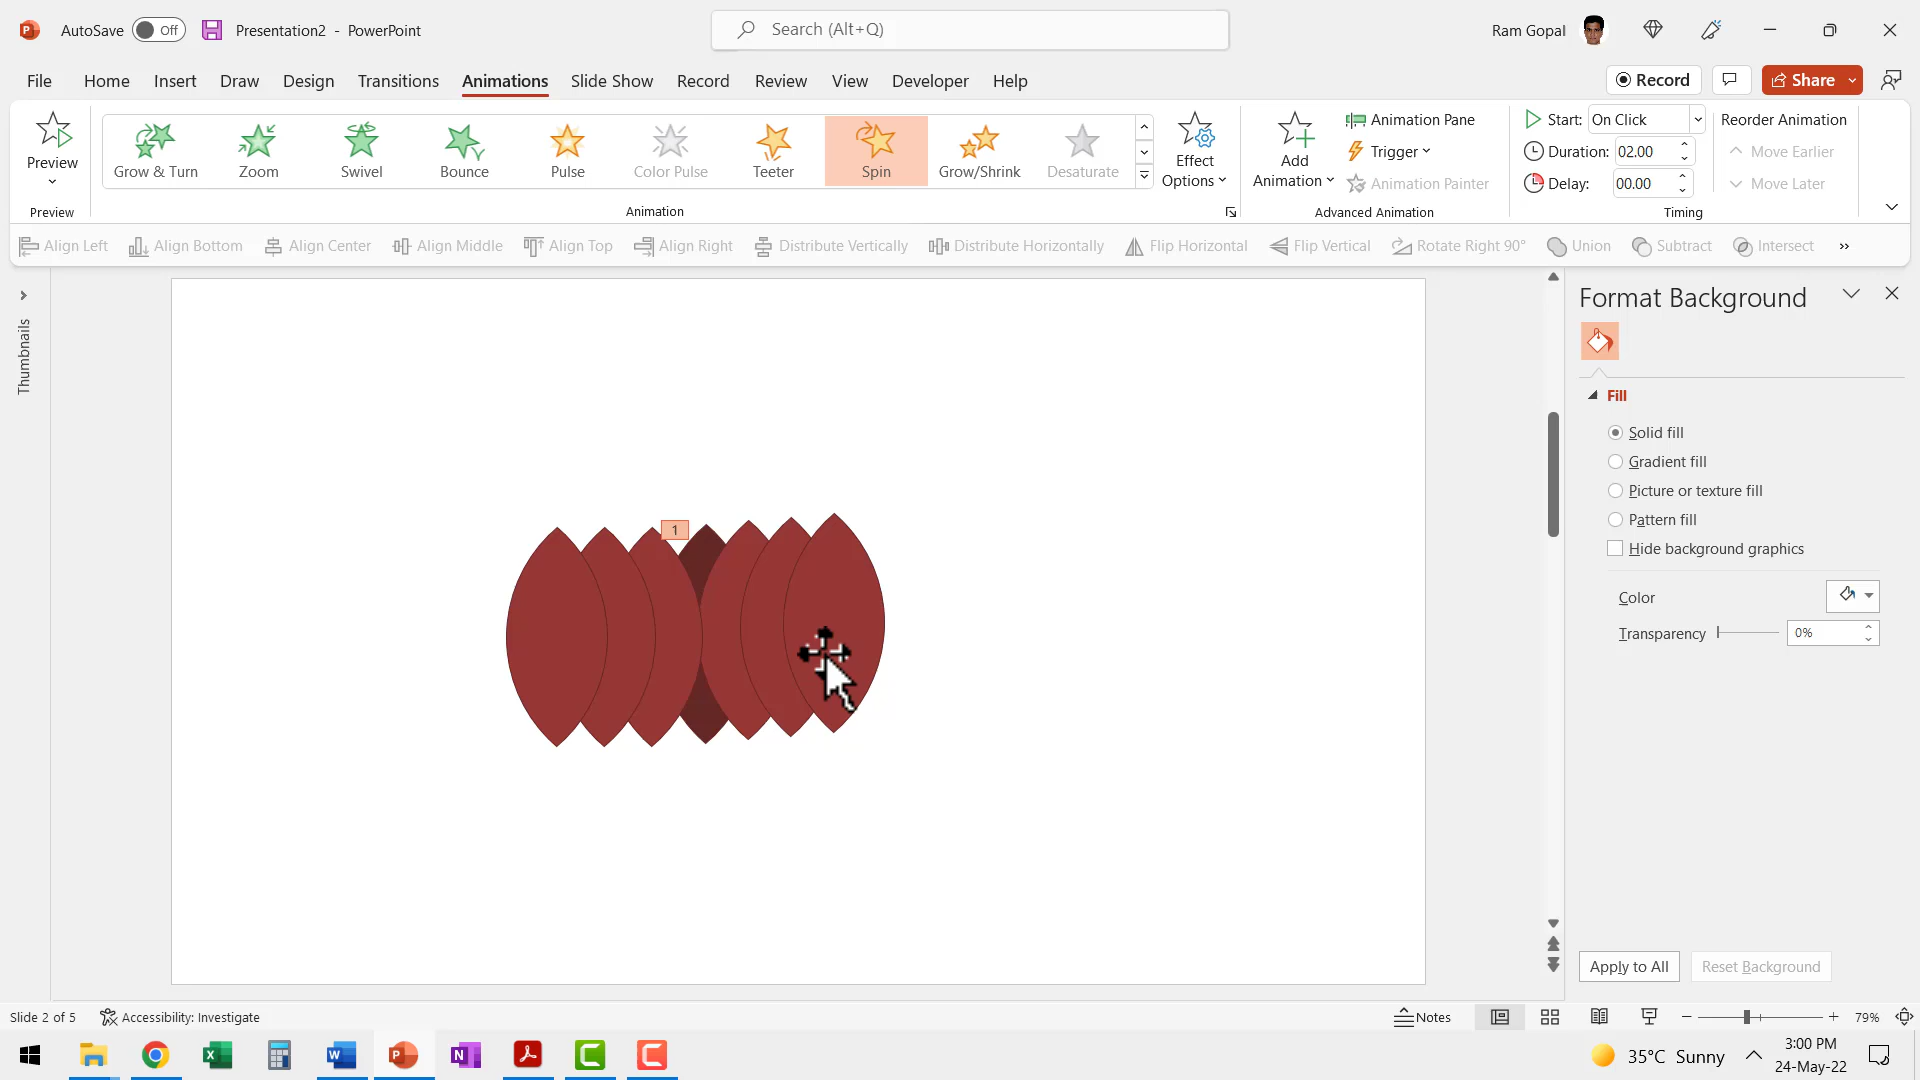 AutoSave Off Presentation2 - PowerPoint Search (Alt+Q) Ram Gopal
File Home Insert Draw Design Transitions Animations Slide Show Record Review View Developer Help Record Share
Preview
Preview
Grow & Turn Zoom Swivel Bounce Pulse Color Pulse Teeter Spin Grow/Shrink Desaturate
Animation
Effect
Options
Add
Animation
Animation Pane
Trigger
Animation Painter
Advanced Animation
Start: On Click
Duration: 02.00
Delay: 00.00
Timing
Reorder Animation
Move Earlier
Move Later
Align Left Align Bottom Align Center Align Middle Align Top Align Right Distribute Vertically Distribute Horizontally Flip Horizontal Flip Vertical Rotate Right 90° Union Subtract Intersect
Thumbnails
1
Format Background
Fill
Solid fill
Gradient fill
Picture or texture fill
Pattern fill
Hide background graphics
Color
Transparency 0%
Apply to All Reset Background
Slide 2 of 5 Accessibility: Investigate Notes 79%
35°C Sunny
3:00 PM
24-May-22